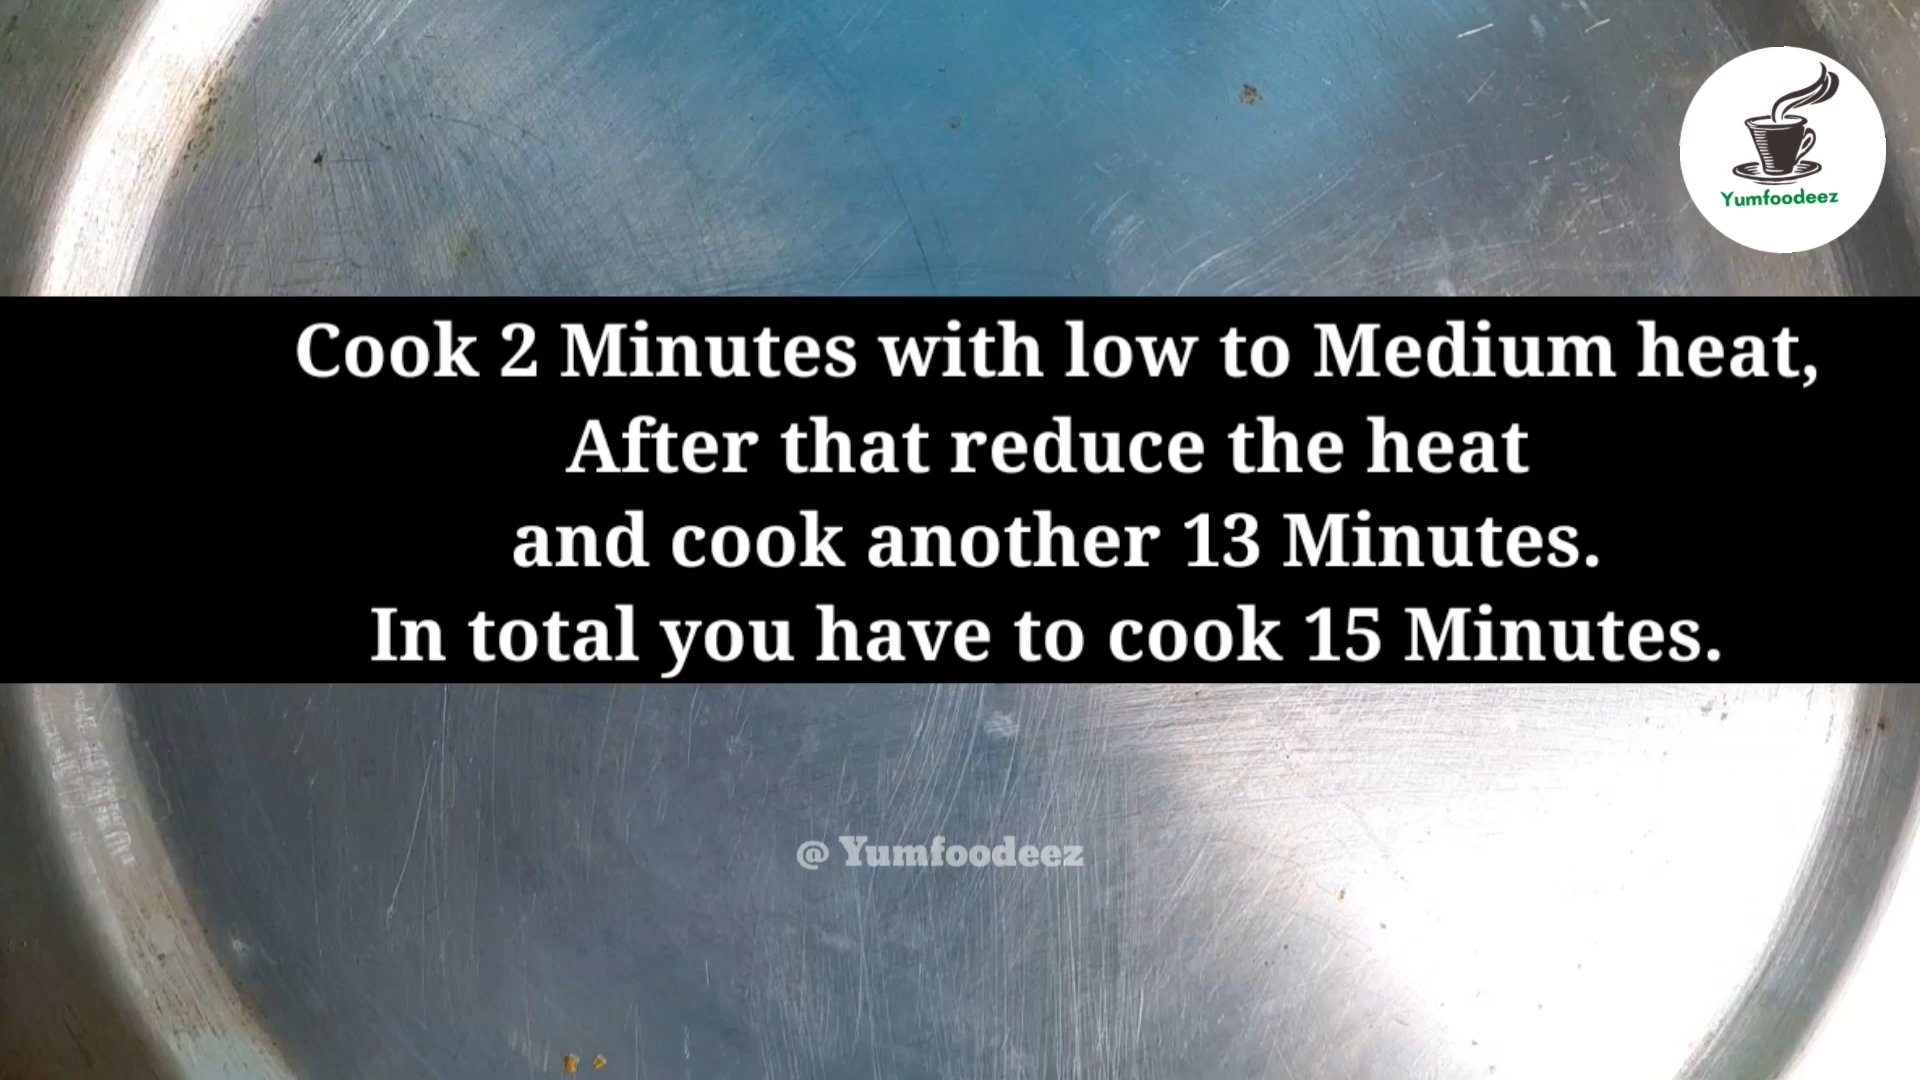 Yumfoodeez
Cook 2 Minutes with low to Medium heat,
After that reduce the heat
and cook another 13 Minutes.
In total you have to cook 15 Minutes.
@ Yumfoodeez